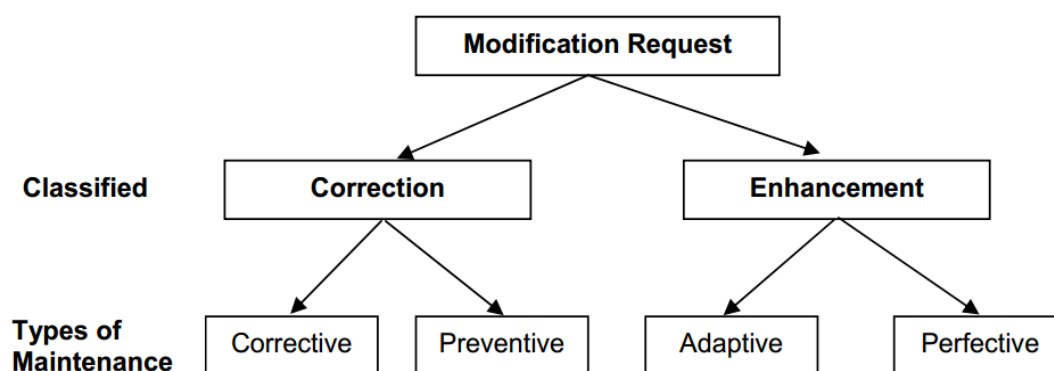 Modification Request
Classified
Correction
Enhancement
Types of
Maintenance
Corrective
Preventive
Adaptive
Perfective